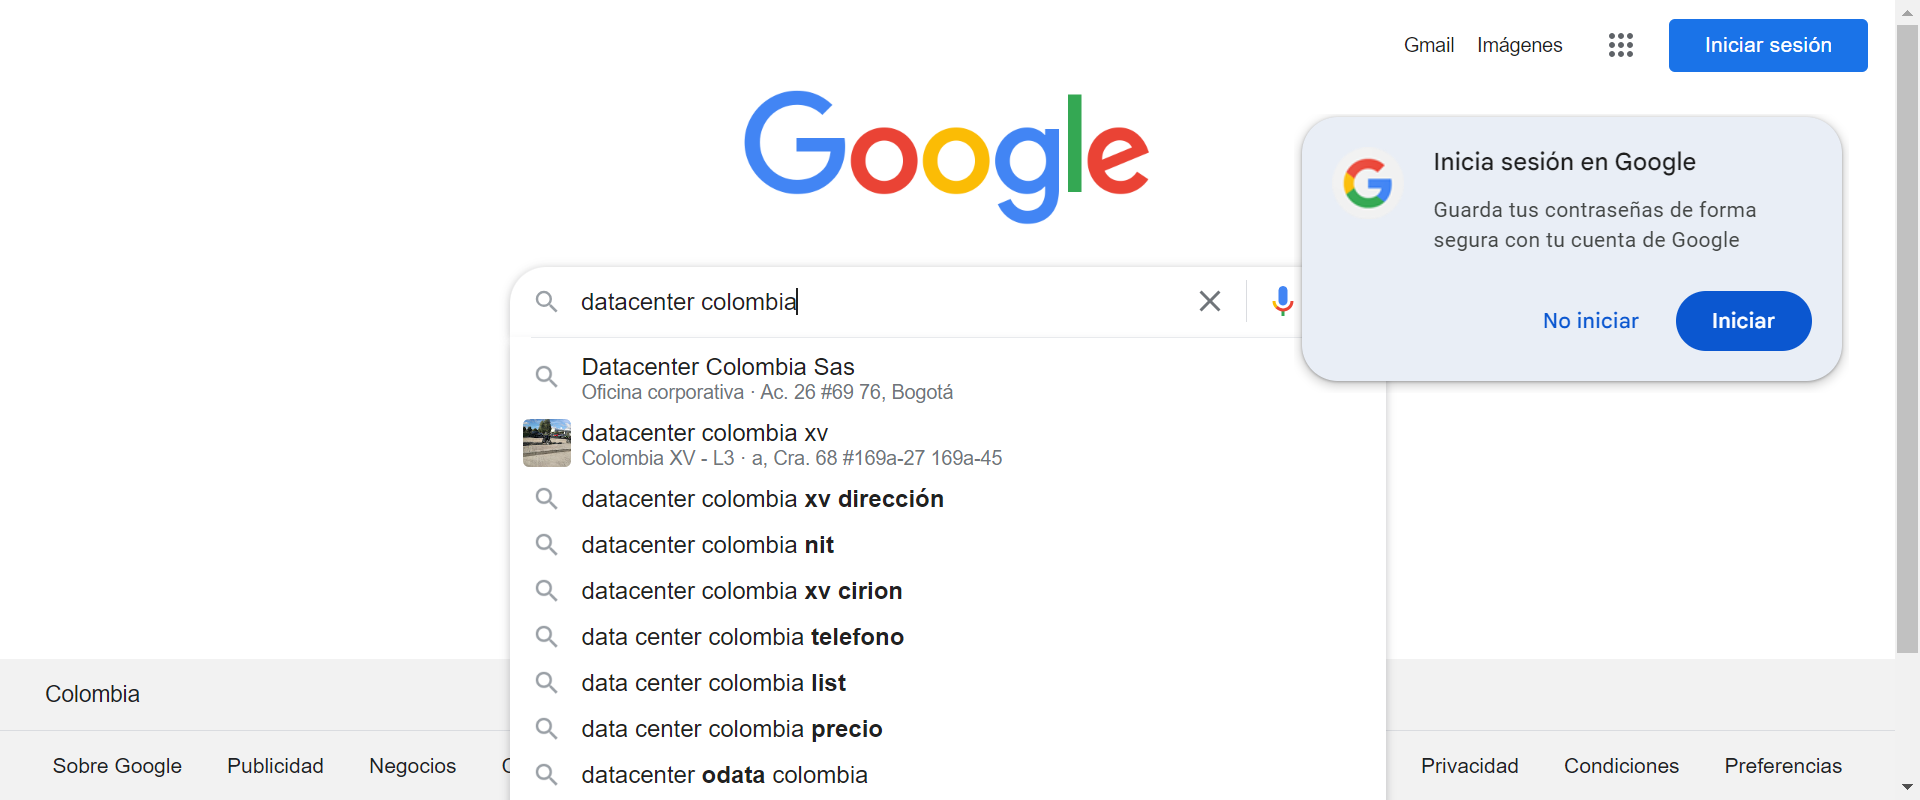 Gmail
Imágenes
Iniciar sesión
Google
Inicia sesión en Google
Guarda tus contraseñas de forma
segura con tu cuenta de Google
No iniciar
Iniciar
datacenter colombia
Datacenter Colombia Sas
Oficina corporativa · Ac. 26 #69 76, Bogotá
datacenter colombia xv
Colombia XV - L3 · a, Cra. 68 #169a-27 169a-45
datacenter colombia xv dirección
datacenter colombia nit
datacenter colombia xv cirion
data center colombia telefono
data center colombia list
data center colombia precio
datacenter odata colombia
Colombia
Sobre Google
Publicidad
Negocios
Privacidad
Condiciones
Preferencias